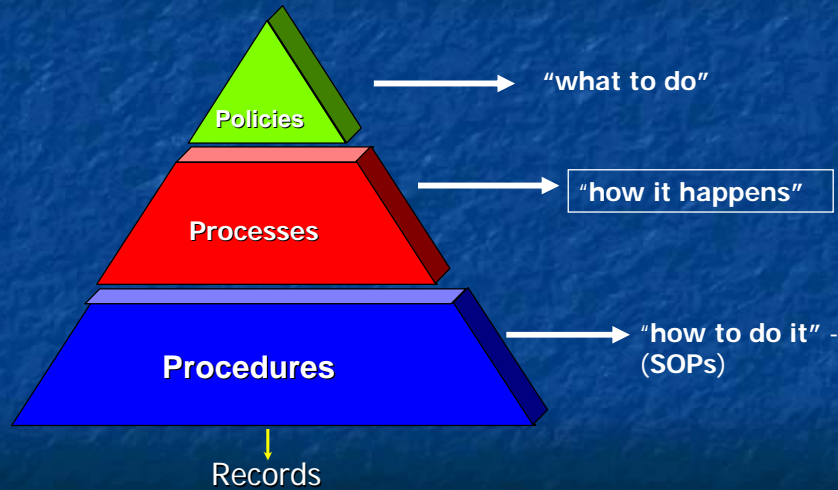 Policies
“what to do”
Processes
“how it happens”
Procedures
“how to do it” -
(SOPs)
Records